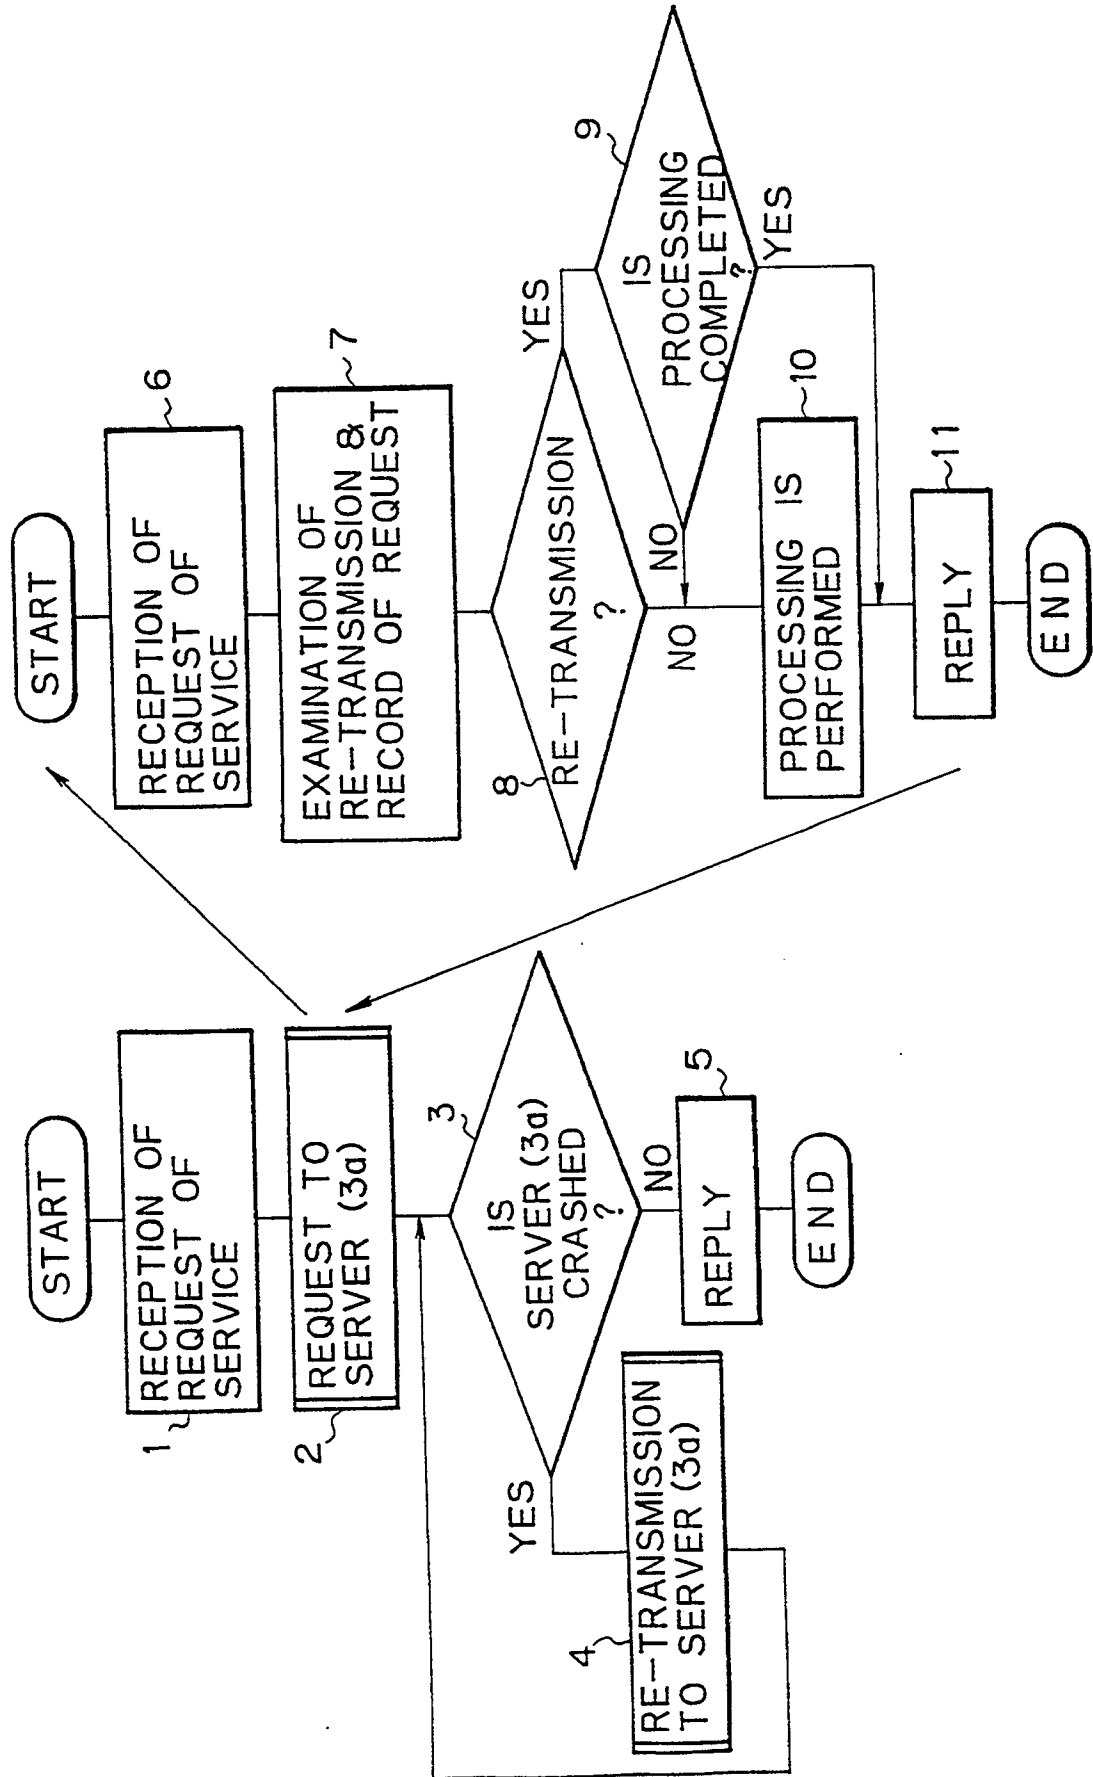 START
RECEPTION OF
REQUEST OF
SERVICE
1
REQUEST TO
SERVER (3a)
2
IS
SERVER (3a)
CRASHED
?
3
YES
NO
RE-TRANSMISSION
TO SERVER (3a)
4
REPLY
5
END
START
RECEPTION OF
REQUEST OF
SERVICE
6
EXAMINATION OF
RE-TRANSMISSION &
RECORD OF REQUEST
7
RE-TRANSMISSION
?
8
YES
NO
IS
PROCESSING
COMPLETED
?
9
NO
YES
PROCESSING IS
PERFORMED
10
REPLY
11
END